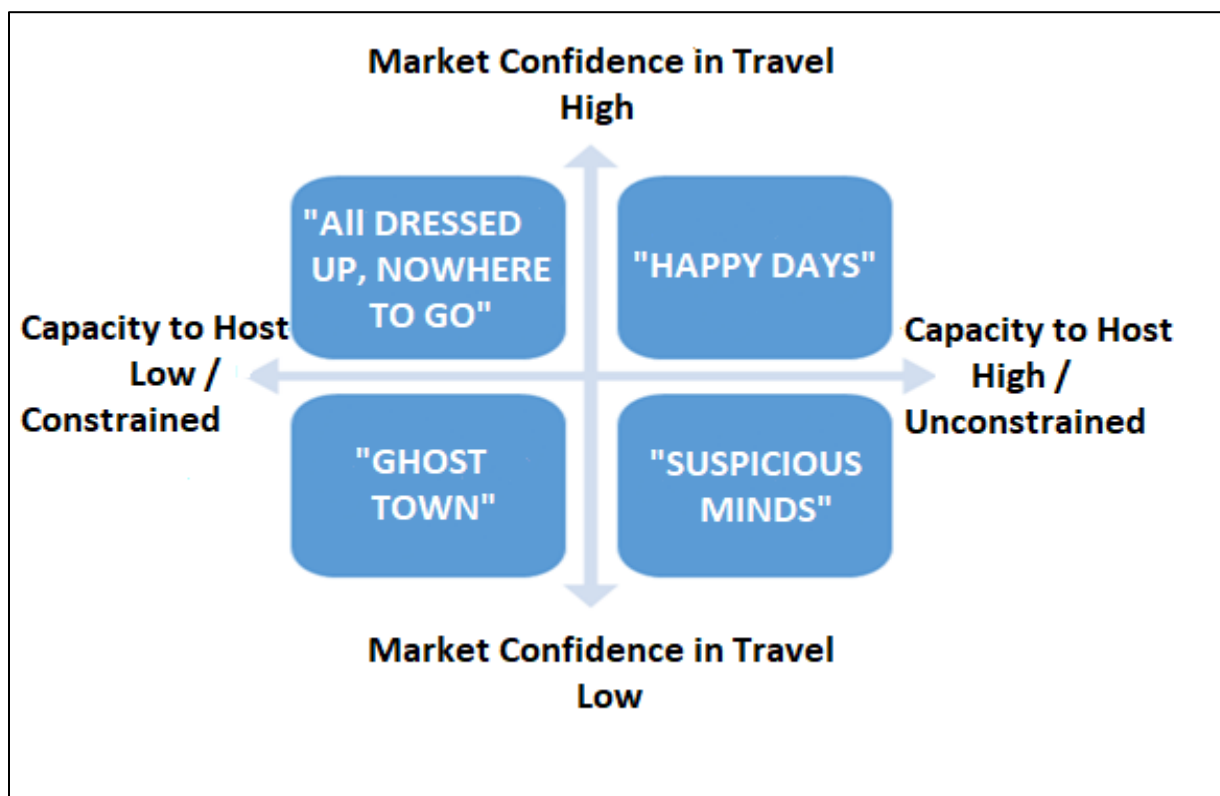 Market Confidence in Travel
High
"All DRESSED
UP, NOWHERE
TO GO"
"HAPPY DAYS"
Capacity to Host
Low /
Constrained
Capacity to Host
High /
Unconstrained
"GHOST
TOWN"
"SUSPICIOUS
MINDS"
Market Confidence in Travel
Low